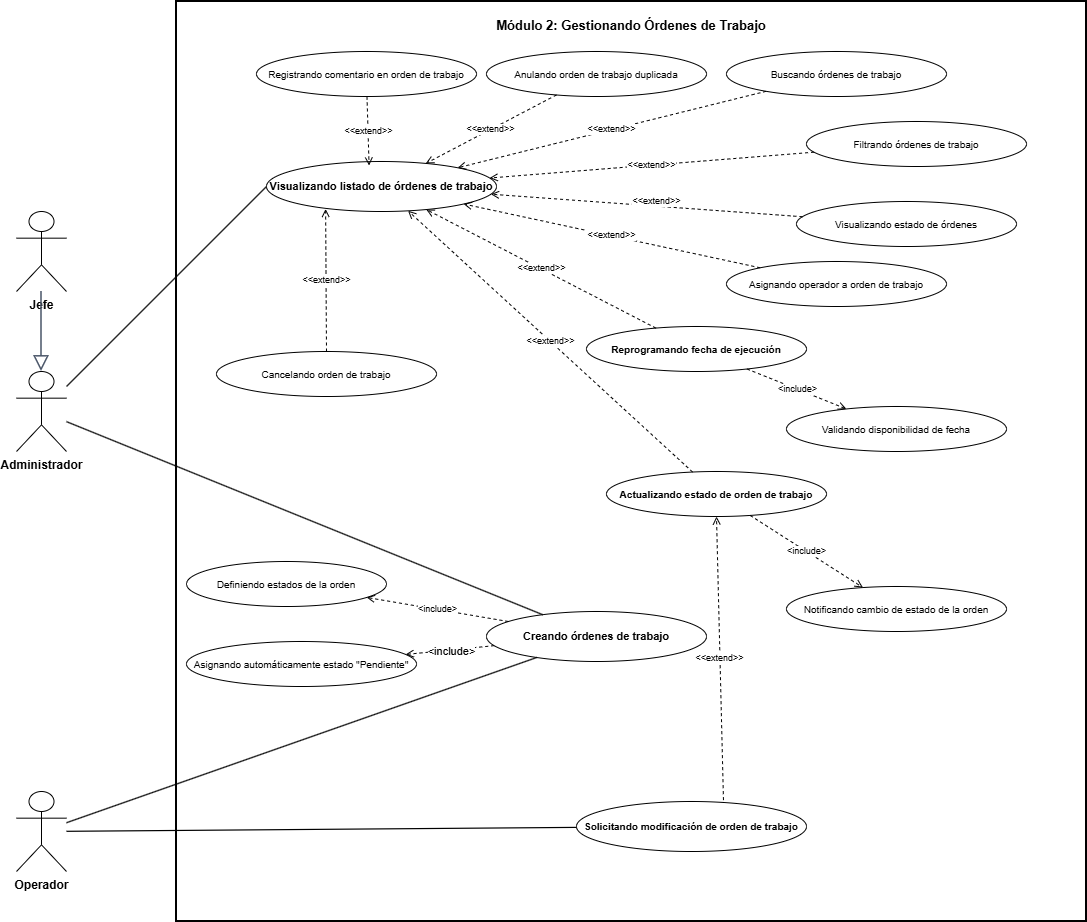 Módulo 2: Gestionando Órdenes de Trabajo
Registrando comentario en orden de trabajo
Anulando orden de trabajo duplicada
Buscando órdenes de trabajo
<<extend>>
<<extend>>
<<extend>>
Filtrando órdenes de trabajo
<<extend>>
Visualizando listado de órdenes de trabajo
<<extend>>
Visualizando estado de órdenes
<<extend>>
Asignando operador a orden de trabajo
<<extend>>
<<extend>>
Jefe
<<extend>>
Reprogramando fecha de ejecución
Cancelando orden de trabajo
<include>
Validando disponibilidad de fecha
Administrador
Actualizando estado de orden de trabajo
<include>
Definiendo estados de la orden
<include>
Notificando cambio de estado de la orden
Creando órdenes de trabajo
<include>
Asignando automáticamente estado "Pendiente"
<<extend>>
Solicitando modificación de orden de trabajo
Operador